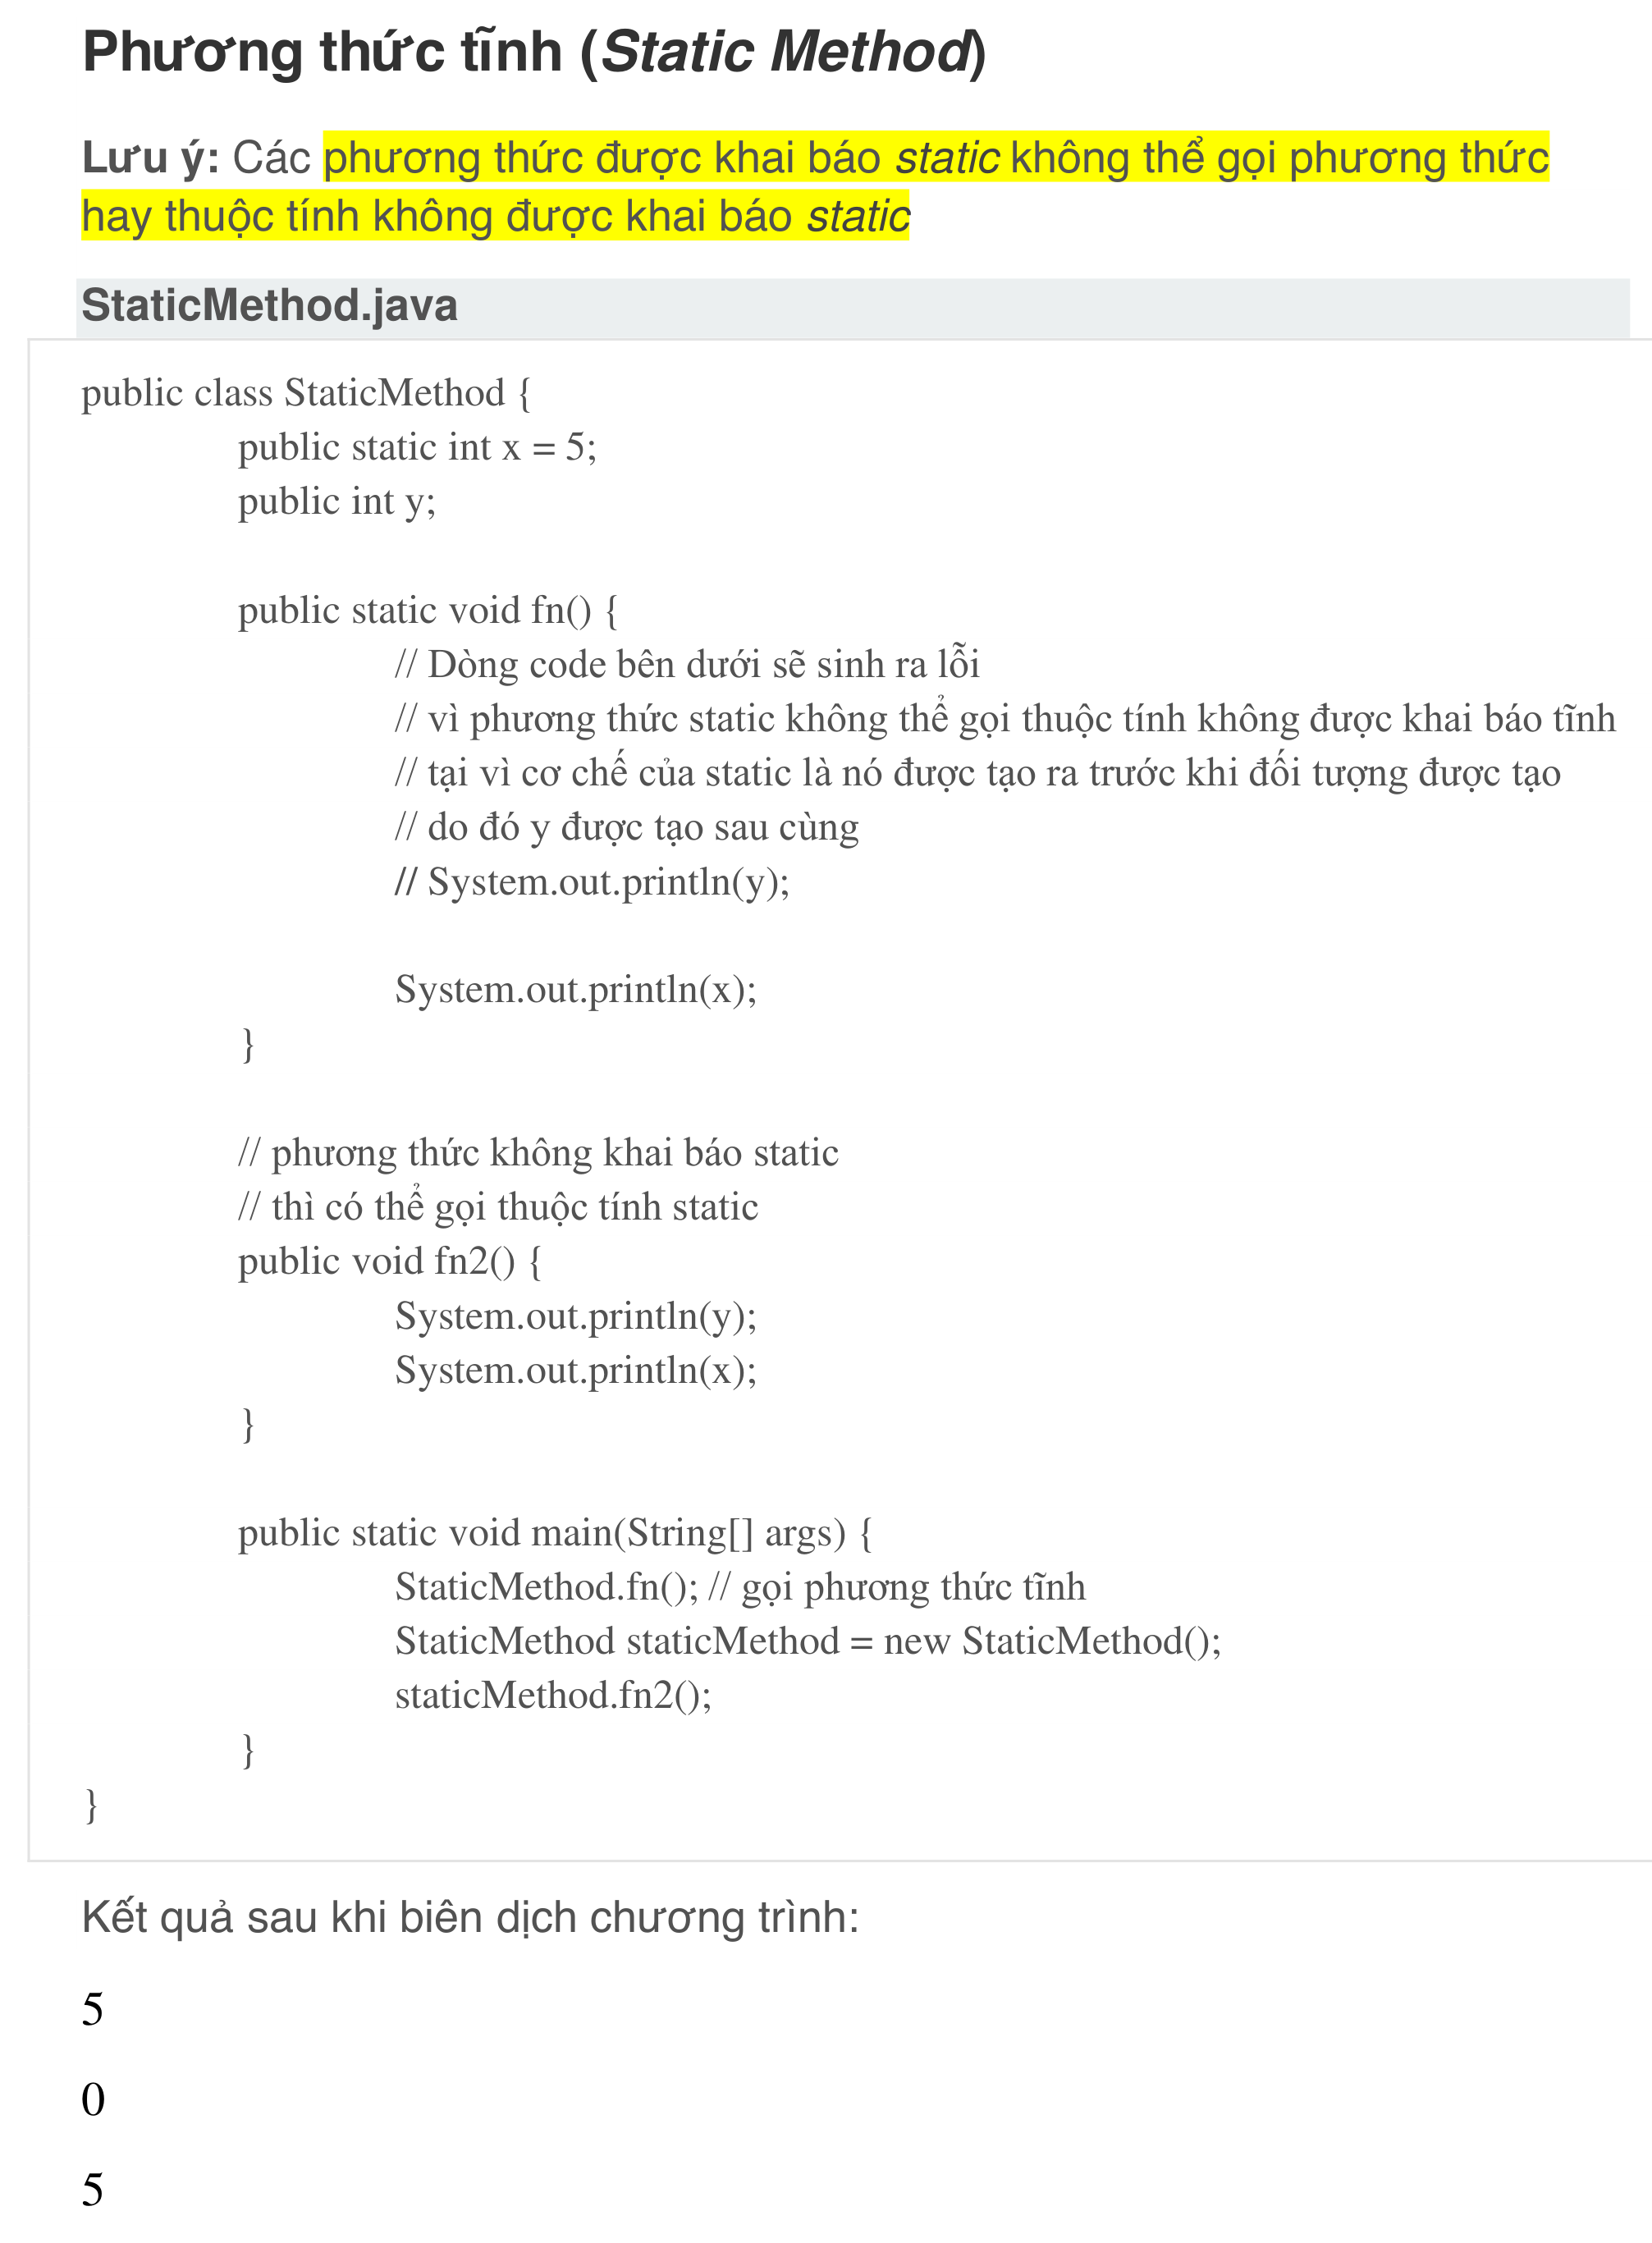 Phương thức tĩnh (Static Method)
Lưu ý: Các phương thức được khai báo static không thể gọi phương thức
hay thuộc tính không được khai báo static
StaticMethod.java
public class StaticMethod {
public static int x = 5;
public int y;
public static void fn() {
// Dòng code bên dưới sẽ sinh ra lỗi
// vì phương thức static không thể gọi thuộc tính không được khai báo tĩnh
// tại vì cơ chế của static là nó được tạo ra trước khi đối tượng được tạo
// do đó y được tạo sau cùng
// System.out.println(y);
System.out.println(x);
}
// phương thức không khai báo static
// thì có thể gọi thuộc tính static
public void fn2() {
System.out.println(y);
System.out.println(x);
}
public static void main(String[] args) {
StaticMethod.fn(); // gọi phương thức tĩnh
StaticMethod staticMethod = new StaticMethod();
staticMethod.fn2();
}
}
Kết quả sau khi biên dịch chương trình:
5
0
5